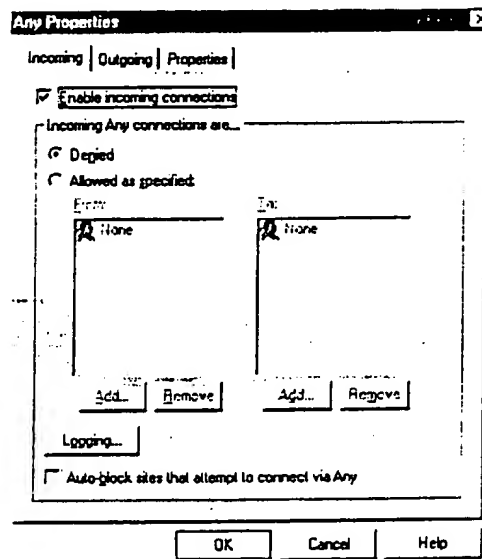 Any Properties
Incoming Outgoing Properties
Enable incoming connections
Incoming Any connections are...
Denied
Allowed as specified:
From: To:
None None
Add... Remove Add... Remove
Logging...
Auto-block sites that attempt to connect via Any
OK Cancel Help